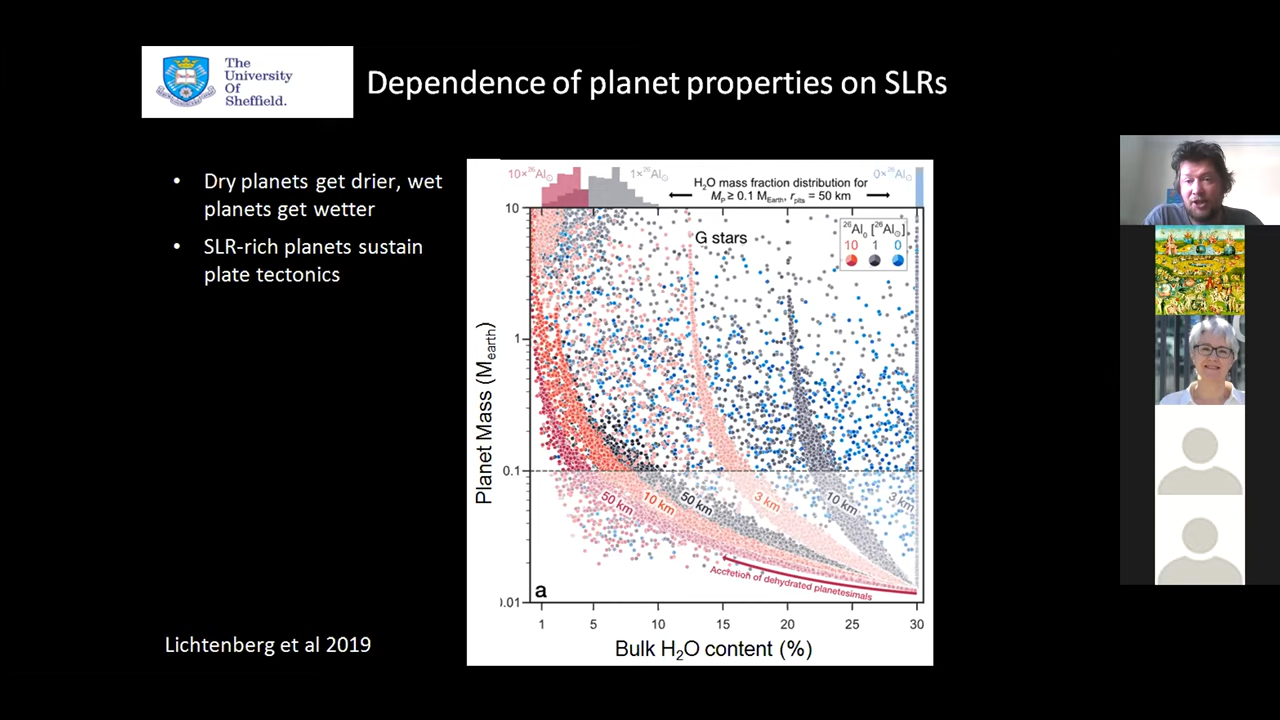 The
University
Of
Sheffield.
Dependence of planet properties on SLRs
• Dry planets get drier, wet
planets get wetter
• SLR-rich planets sustain
plate tectonics
10×²⁶Al☉
1×²⁶Al☉
H₂O mass fraction distribution for
Mₚ ≥ 0.1 M_Earth, r_plts = 50 km
0×²⁶Al☉
G stars
²⁶Al₀ [²⁶Al☉]
10 1 0
10
1
0.1
0.01
Planet Mass (M_earth)
50 km
10 km
50 km
3 km
10 km
3 km
Accretion of dehydrated planetesimals
a
1 5 10 15 20 25 30
Bulk H₂O content (%)
Lichtenberg et al 2019